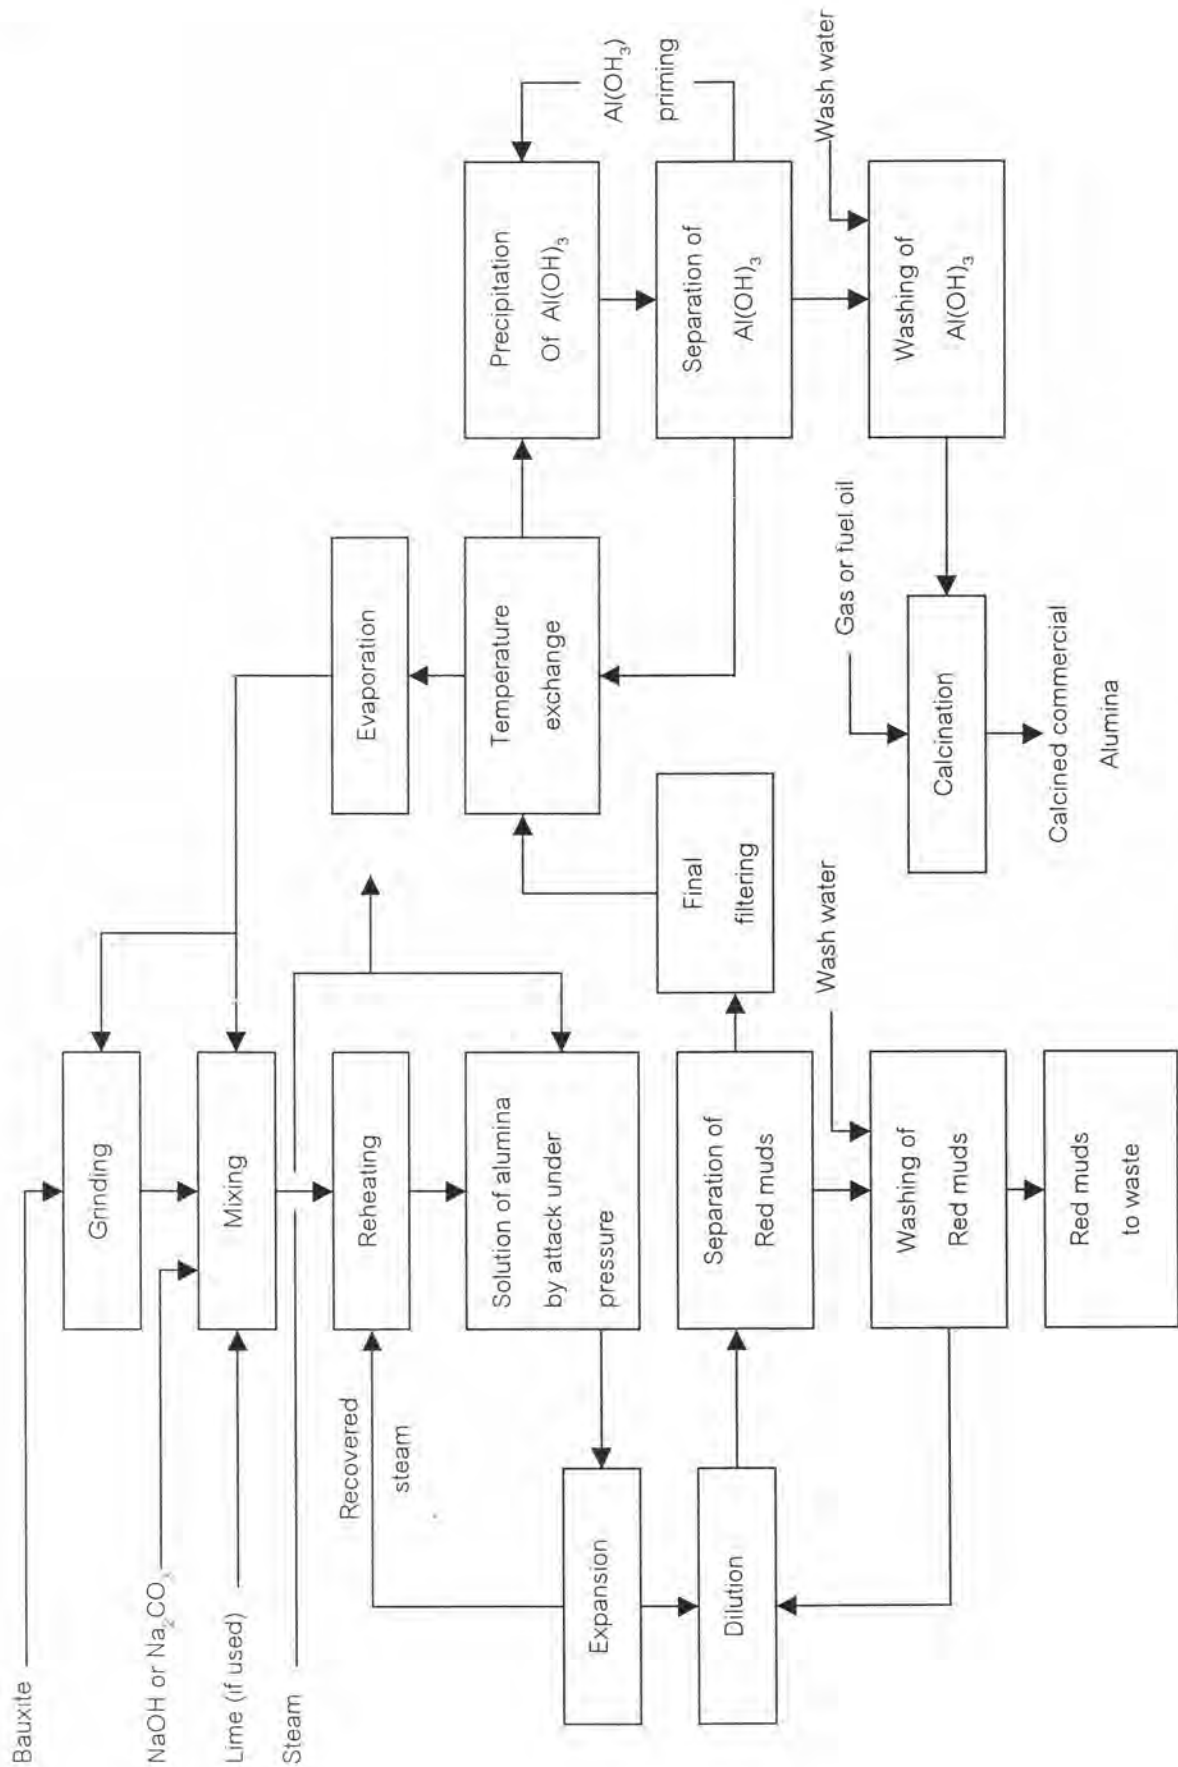 Bauxite
NaOH or Na₂CO₃
Lime (if used)
Steam
Grinding
Mixing
Reheating
Solution of alumina
by attack under
pressure
Recovered
steam
Expansion
Dilution
Separation of
Red muds
Wash water
Washing of
Red muds
Red muds
to waste
Final
filtering
Evaporation
Temperature
exchange
Precipitation
Of Al(OH)₃
Al(OH₃)
priming
Separation of
Al(OH)₃
Wash water
Washing of
Al(OH)₃
Gas or fuel oil
Calcination
Calcined commercial
Alumina